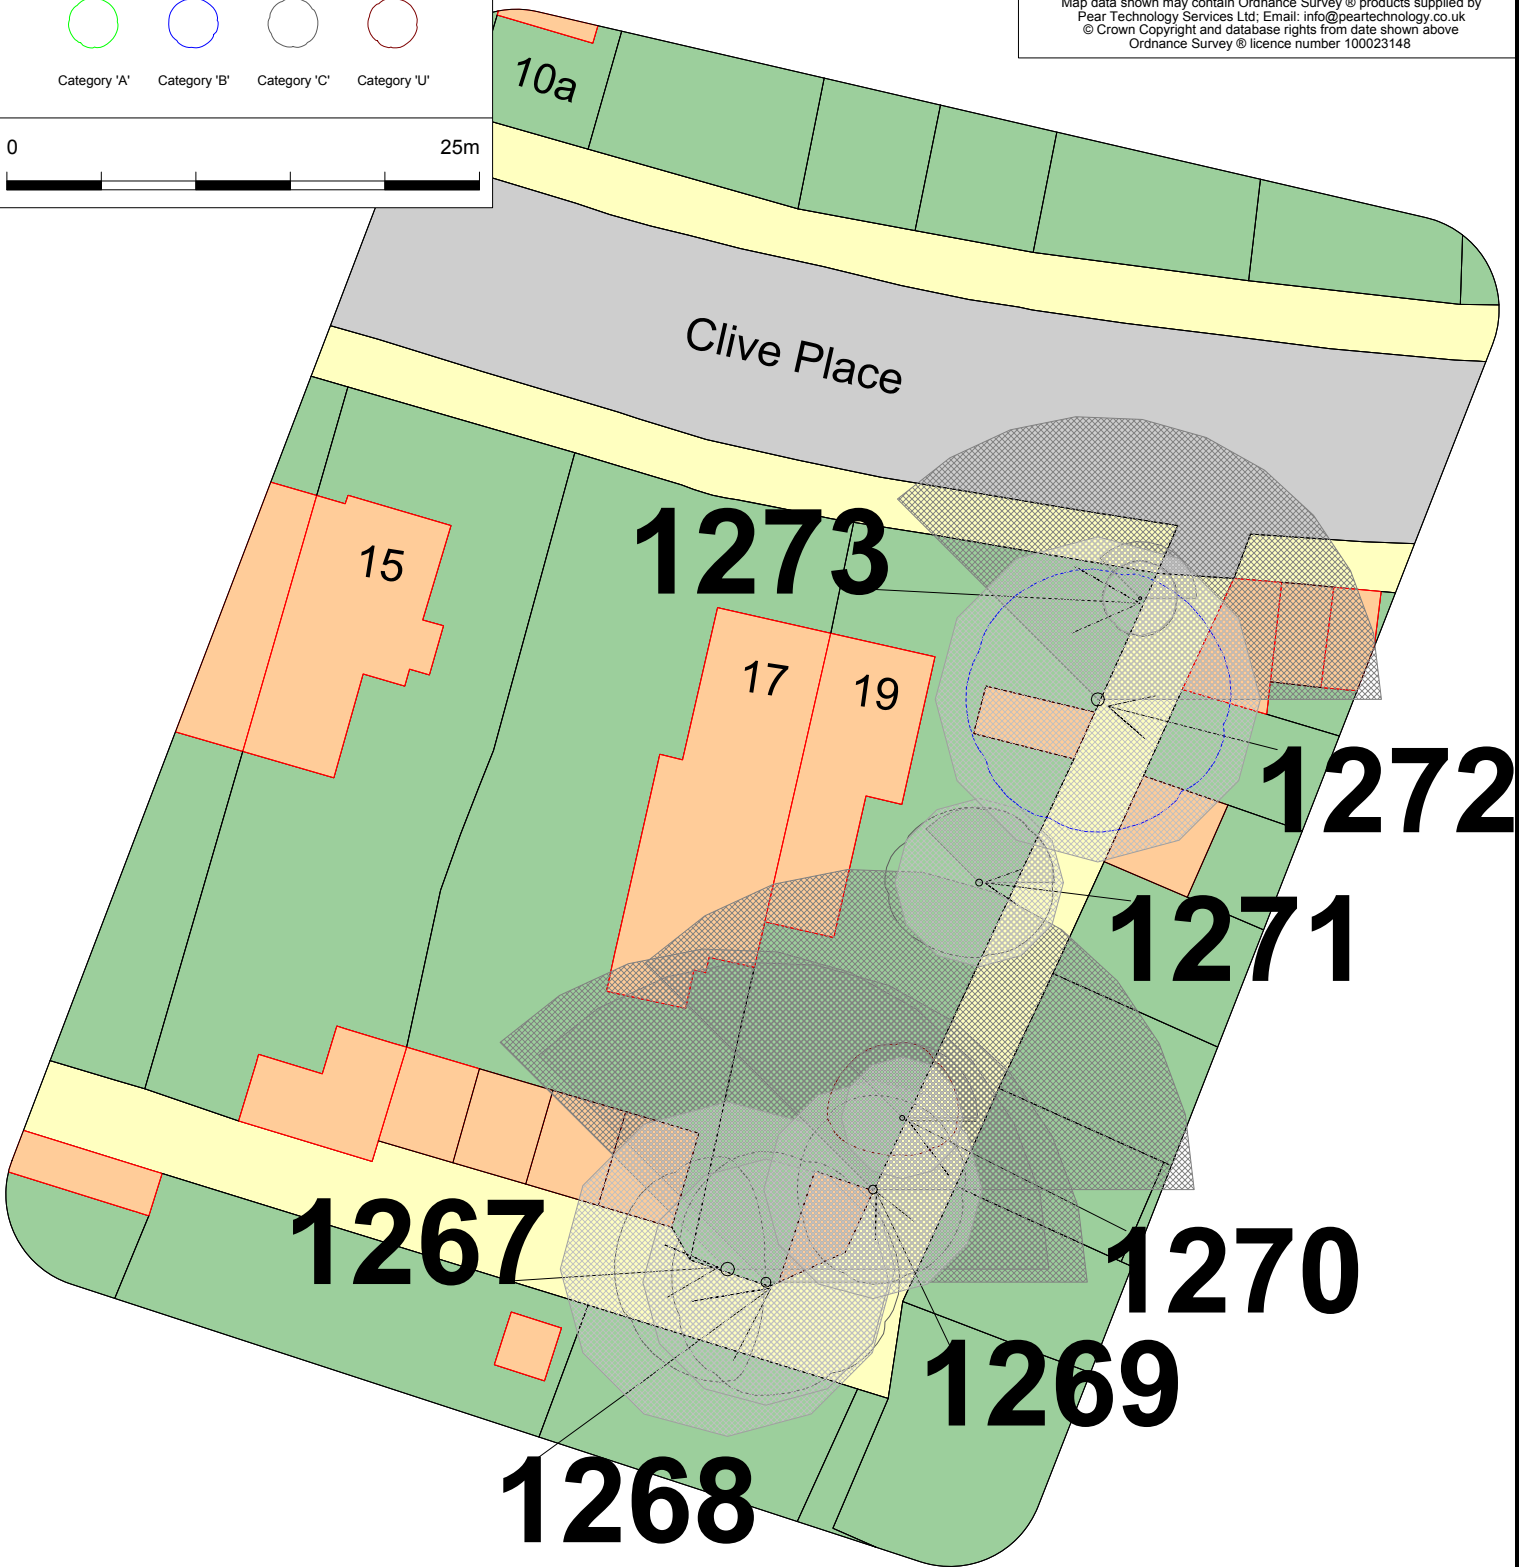 Map data shown may contain Ordnance Survey ® products supplied by
Pear Technology Services Ltd; Email: info@peartechnology.co.uk
© Crown Copyright and database rights from date shown above
Ordnance Survey ® licence number 100023148
Category 'A' Category 'B' Category 'C' Category 'U'
0 25m
10a
Clive Place
1273
15
17
19
1272
1271
1267
1270
1269
1268